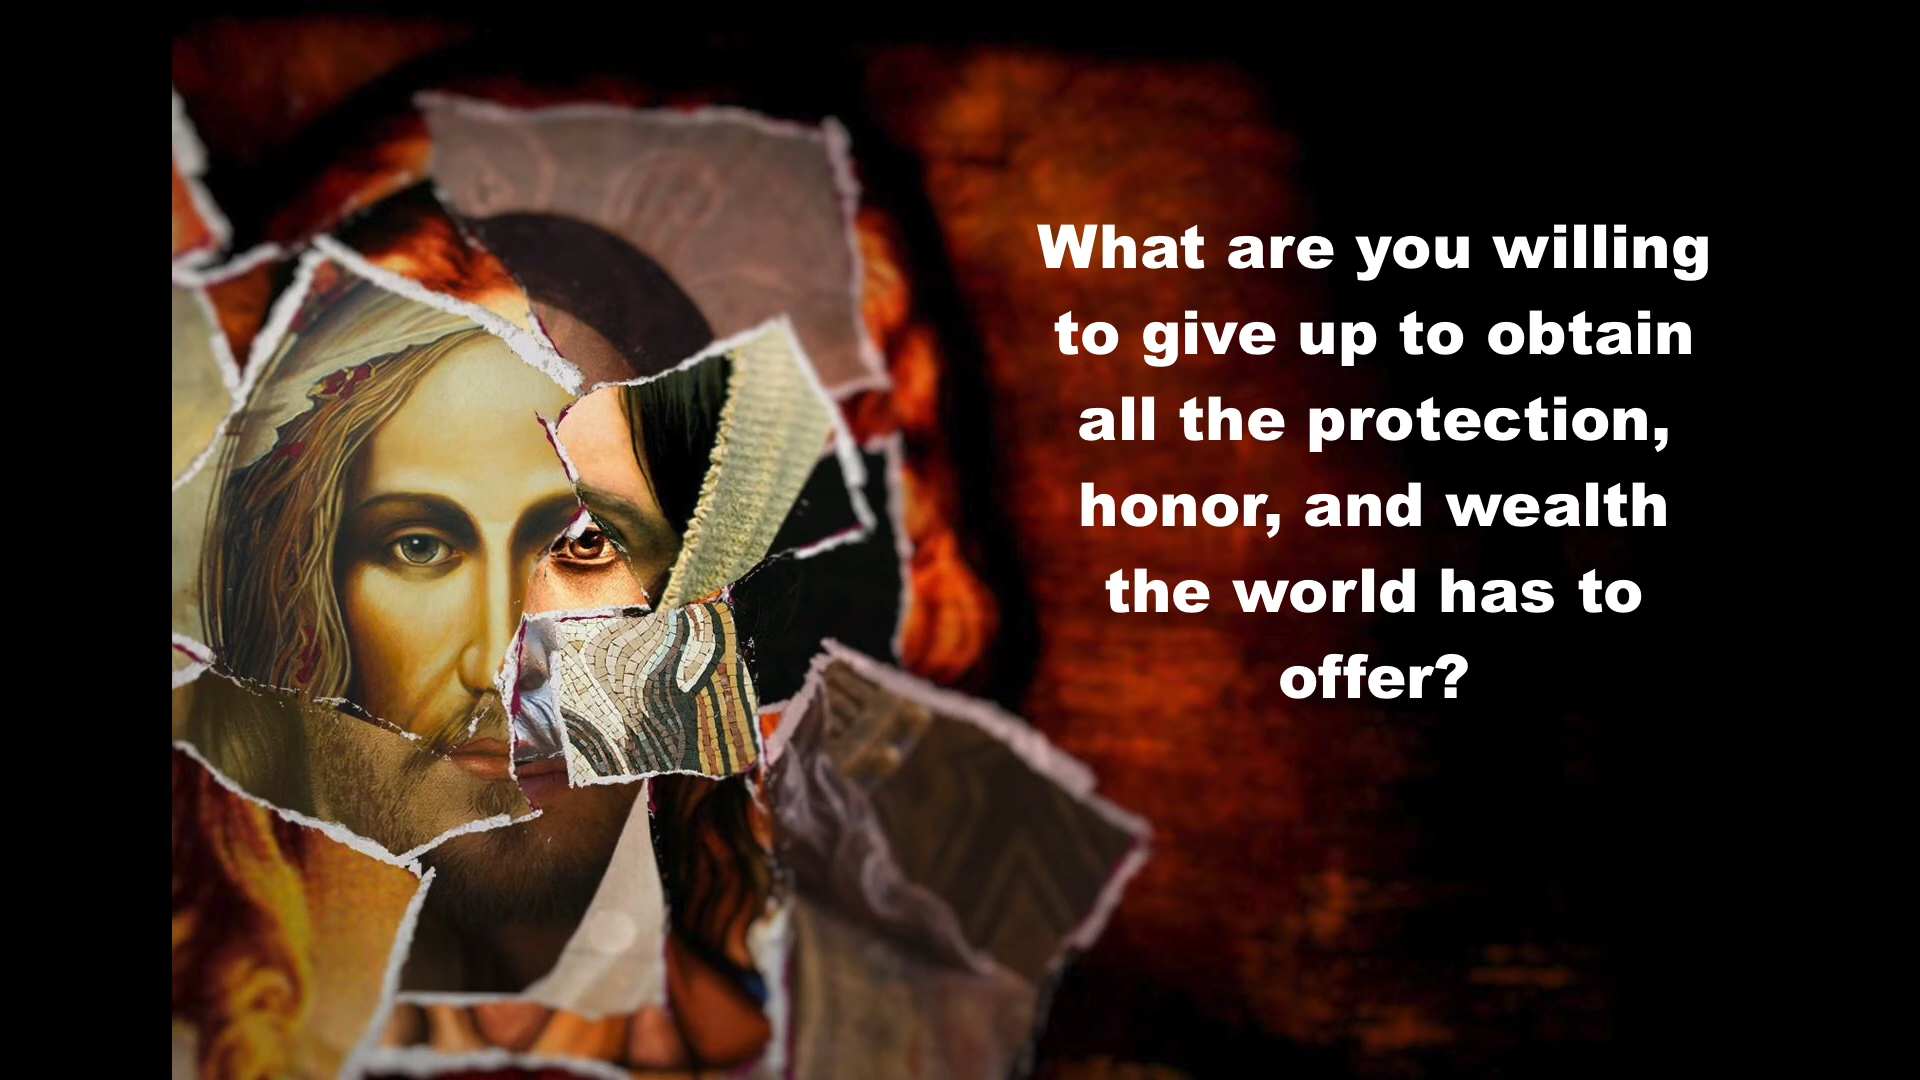 What are you willing
to give up to obtain
all the protection,
honor, and wealth
the world has to
offer?